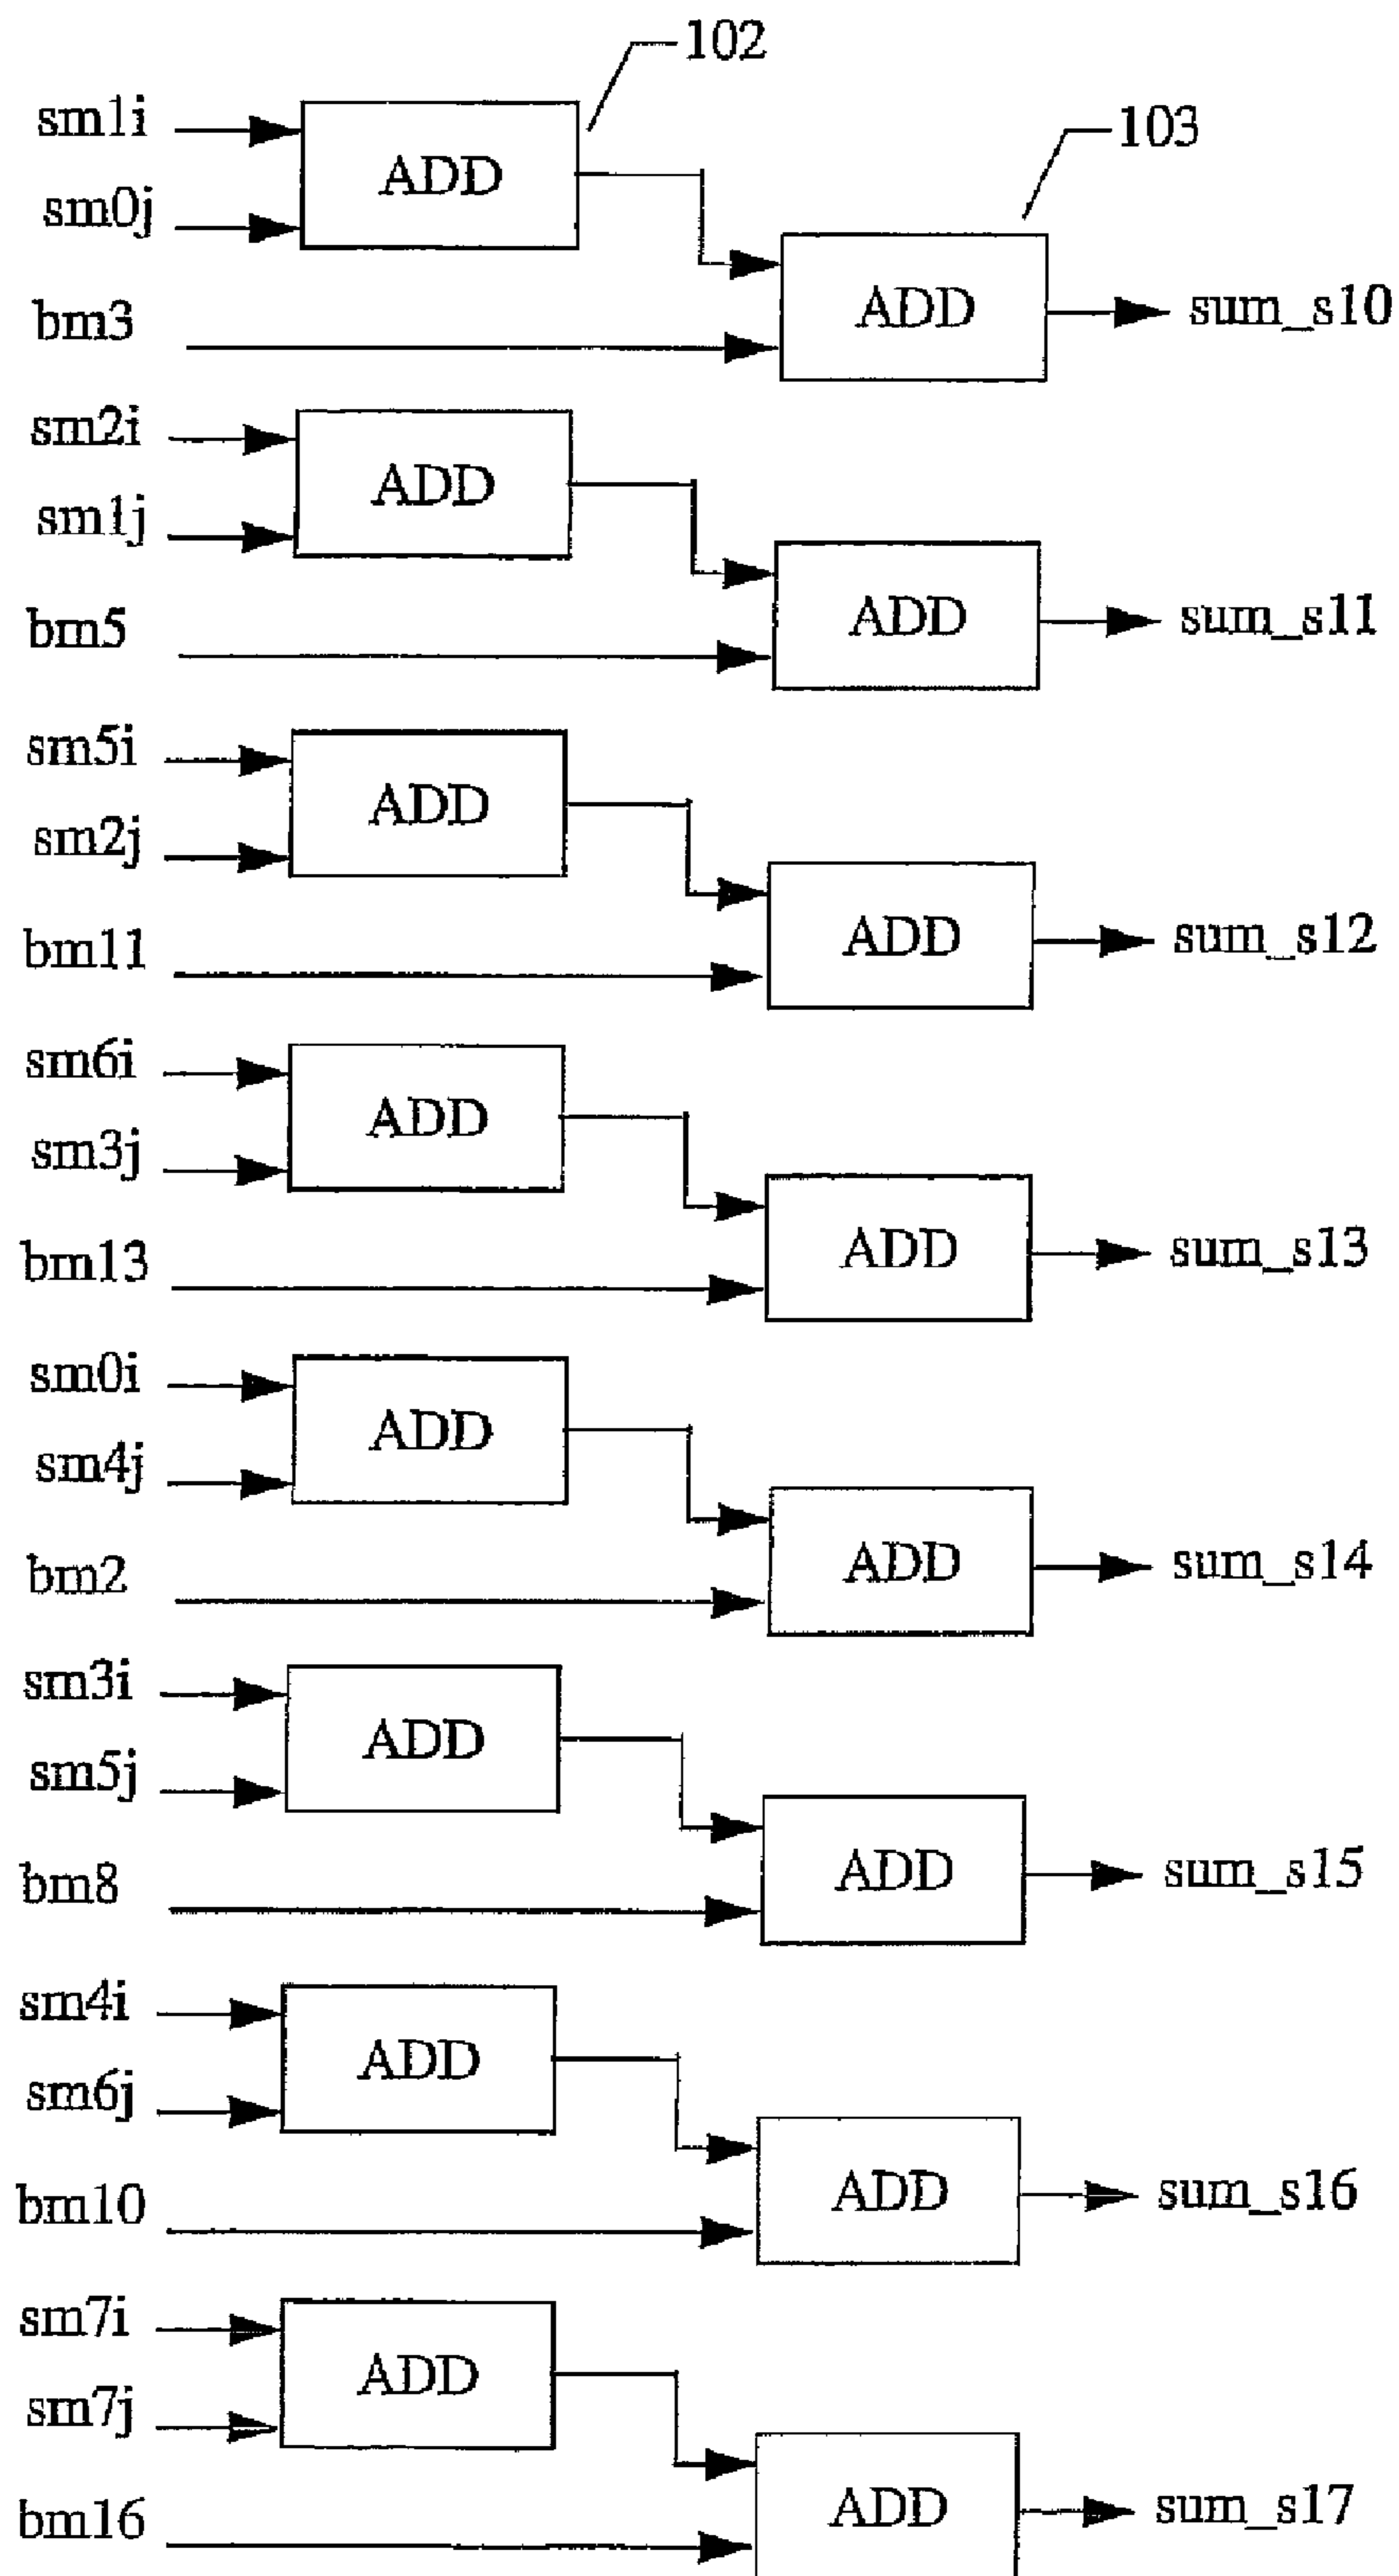 102
sm1i
ADD
103
sm0j
bm3
ADD
sum_s10
sm2i
ADD
sm1j
bm5
ADD
sum_s11
sm5i
ADD
sm2j
bm11
ADD
sum_s12
sm6i
ADD
sm3j
bm13
ADD
sum_s13
sm0i
ADD
sm4j
bm2
ADD
sum_s14
sm3i
ADD
sm5j
bm8
ADD
sum_s15
sm4i
ADD
sm6j
bm10
ADD
sum_s16
sm7i
ADD
sm7j
bm16
ADD
sum_s17